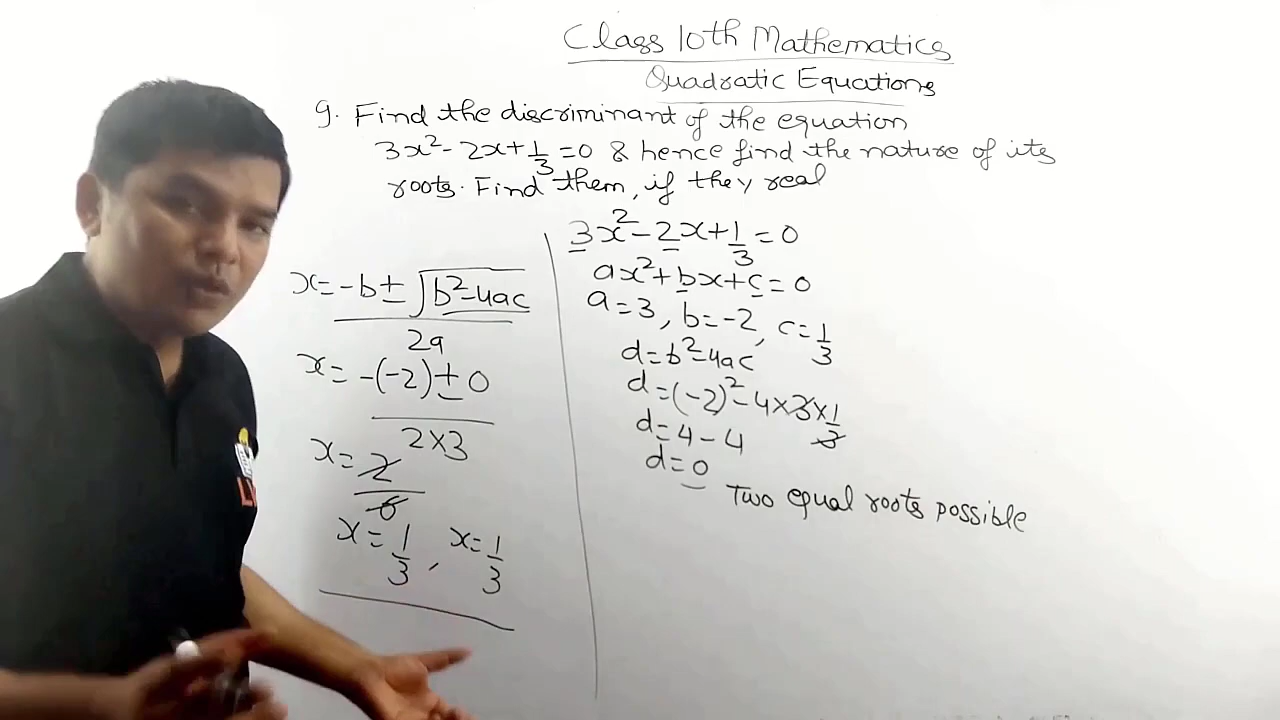 Class 10th Mathematics
Quadratic Equations
9. Find the discriminant of the equation
3x² - 2x + 1/3 = 0 & hence find the nature of its
roots. Find them, if they real
3x² - 2x + 1/3 = 0
ax² + bx + c = 0
a = 3, b = -2, c = 1/3
d = b² - 4ac
d = (-2)² - 4×3×1/3
d = 4 - 4
d = 0
Two equal roots possible
x = -b ± √b² - 4ac / 2a
x = -(-2) ± 0 / 2×3
x = 2/6
x = 1/3, x = 1/3